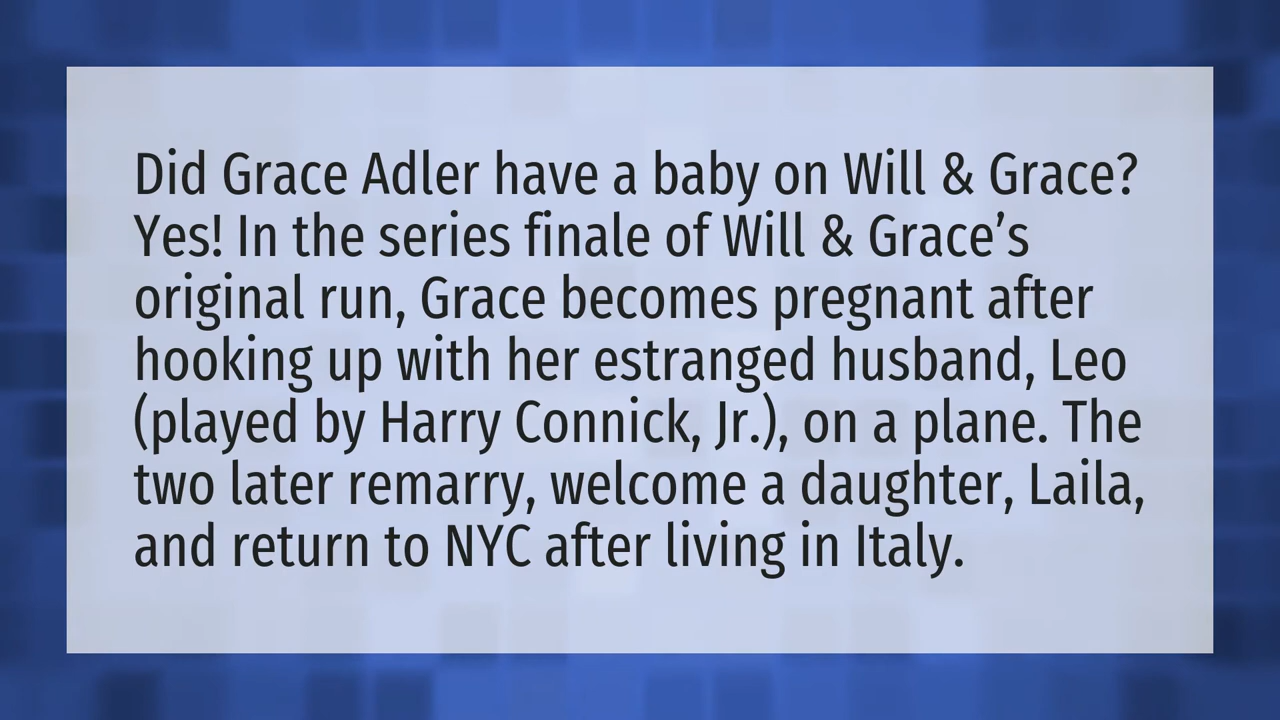 Did Grace Adler have a baby on Will & Grace?
Yes! In the series finale of Will & Grace’s
original run, Grace becomes pregnant after
hooking up with her estranged husband, Leo
(played by Harry Connick, Jr.), on a plane. The
two later remarry, welcome a daughter, Laila,
and return to NYC after living in Italy.